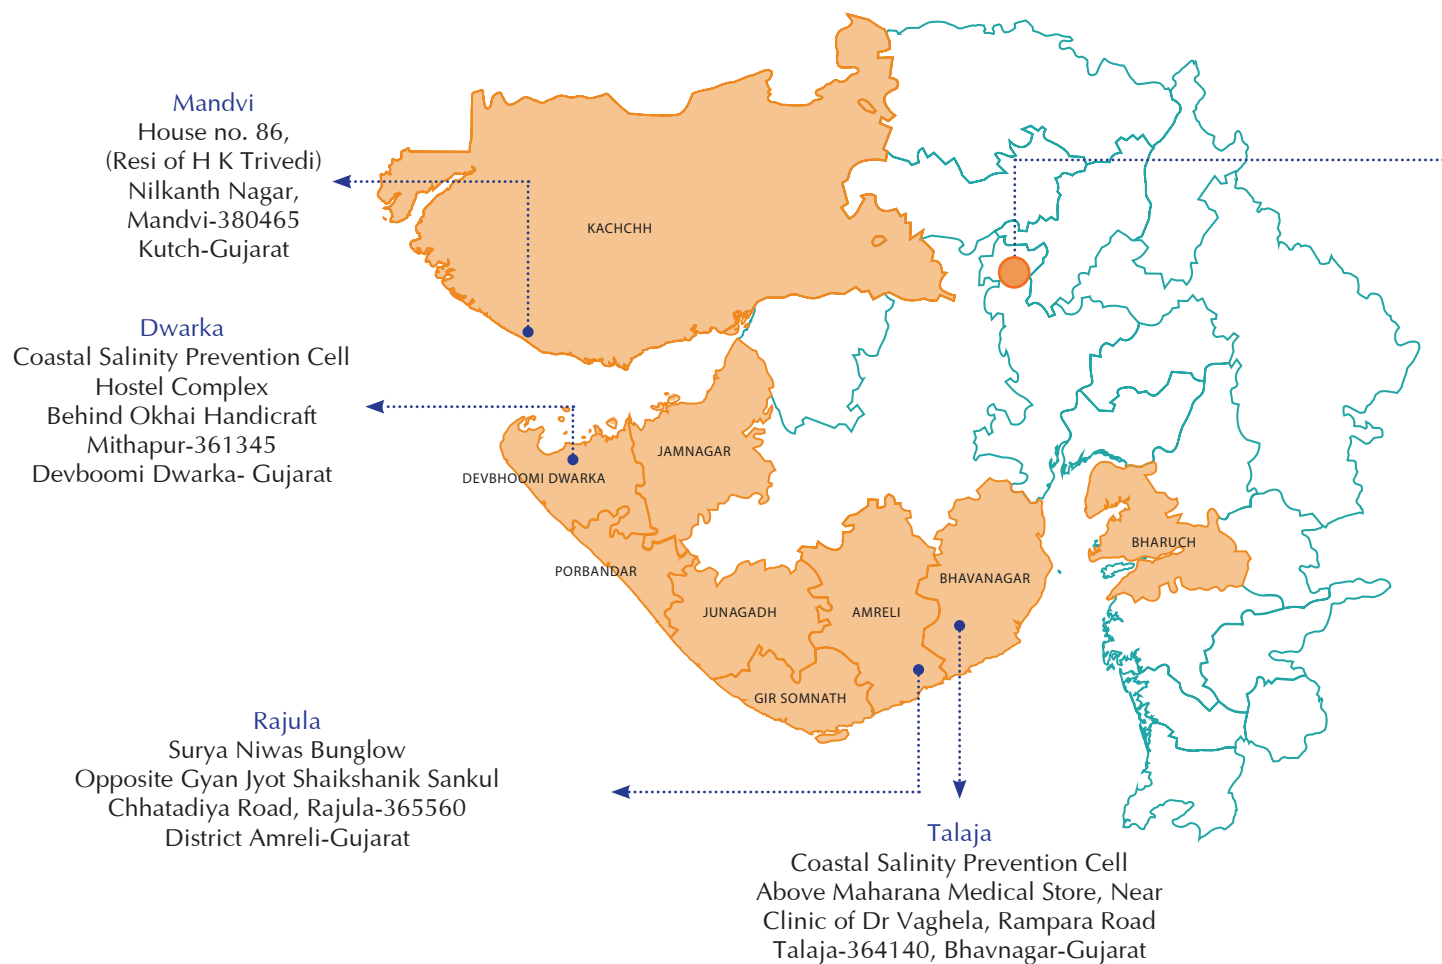 Mandvi
House no. 86,
(Resi of H K Trivedi)
Nilkanth Nagar,
Mandvi-380465
Kutch-Gujarat
KACHCHH
Dwarka
Coastal Salinity Prevention Cell
Hostel Complex
Behind Okhai Handicraft
Mithapur-361345
Devboomi Dwarka- Gujarat
JAMNAGAR
DEVBHOOMI DWARKA
PORBANDAR
JUNAGADH
AMRELI
BHAVANAGAR
BHARUCH
GIR SOMNATH
Rajula
Surya Niwas Bunglow
Opposite Gyan Jyot Shaikshanik Sankul
Chhatadiya Road, Rajula-365560
District Amreli-Gujarat
Talaja
Coastal Salinity Prevention Cell
Above Maharana Medical Store, Near
Clinic of Dr Vaghela, Rampara Road
Talaja-364140, Bhavnagar-Gujarat